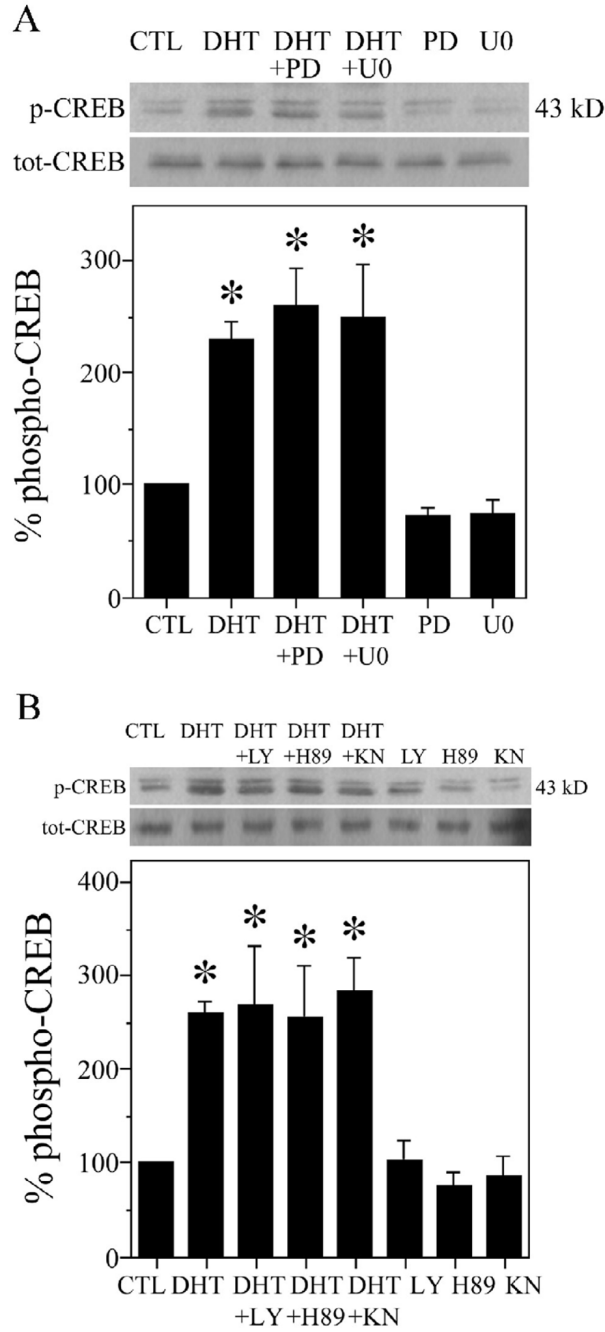 A
CTL DHT DHT DHT PD U0
+PD +U0
p-CREB 43 kD
tot-CREB
% phospho-CREB
300
200
100
0
* * *
CTL DHT DHT DHT PD U0
+PD +U0
B
CTL DHT DHT DHT DHT
+LY +H89 +KN LY H89 KN
p-CREB 43 kD
tot-CREB
% phospho-CREB
400
300
200
100
0
* * * *
CTL DHT DHT DHT DHT LY H89 KN
+LY +H89 +KN